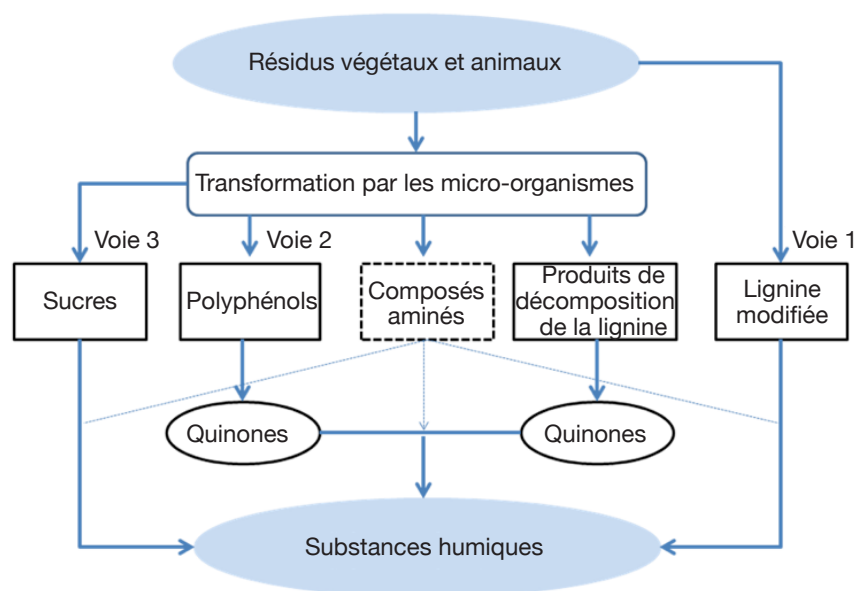 Résidus végétaux et animaux
Transformation par les micro-organismes
Voie 3
Voie 2
Voie 1
Sucres
Polyphénols
Composés
aminés
Produits de
décomposition
de la lignine
Lignine
modifiée
Quinones
Quinones
Substances humiques